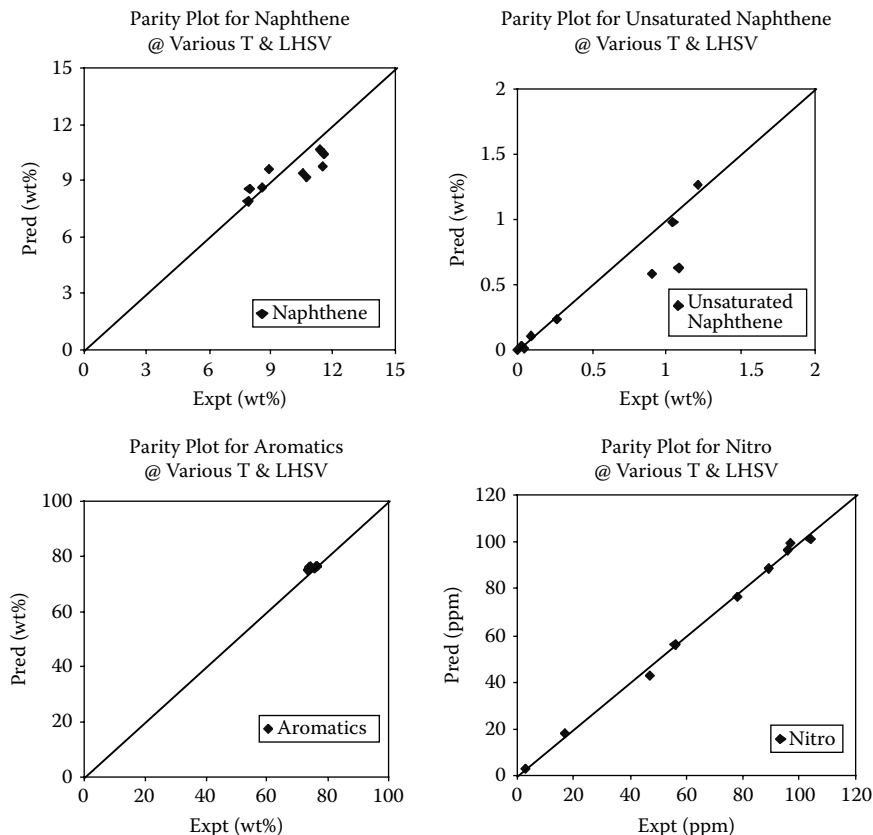 Parity Plot for Naphthene
@ Various T & LHSV
15
12
9
6
3
0
Pred (wt%)
Naphthene
0 3 6 9 12 15
Expt (wt%)
Parity Plot for Unsaturated Naphthene
@ Various T & LHSV
2
1.5
1
0.5
0
Pred (wt%)
Unsaturated
Naphthene
0 0.5 1 1.5 2
Expt (wt%)
Parity Plot for Aromatics
@ Various T & LHSV
100
80
60
40
20
0
Pred (wt%)
Aromatics
0 20 40 60 80 100
Expt (wt%)
Parity Plot for Nitro
@ Various T & LHSV
120
100
80
60
40
20
0
Pred (ppm)
Nitro
0 20 40 60 80 100 120
Expt (ppm)